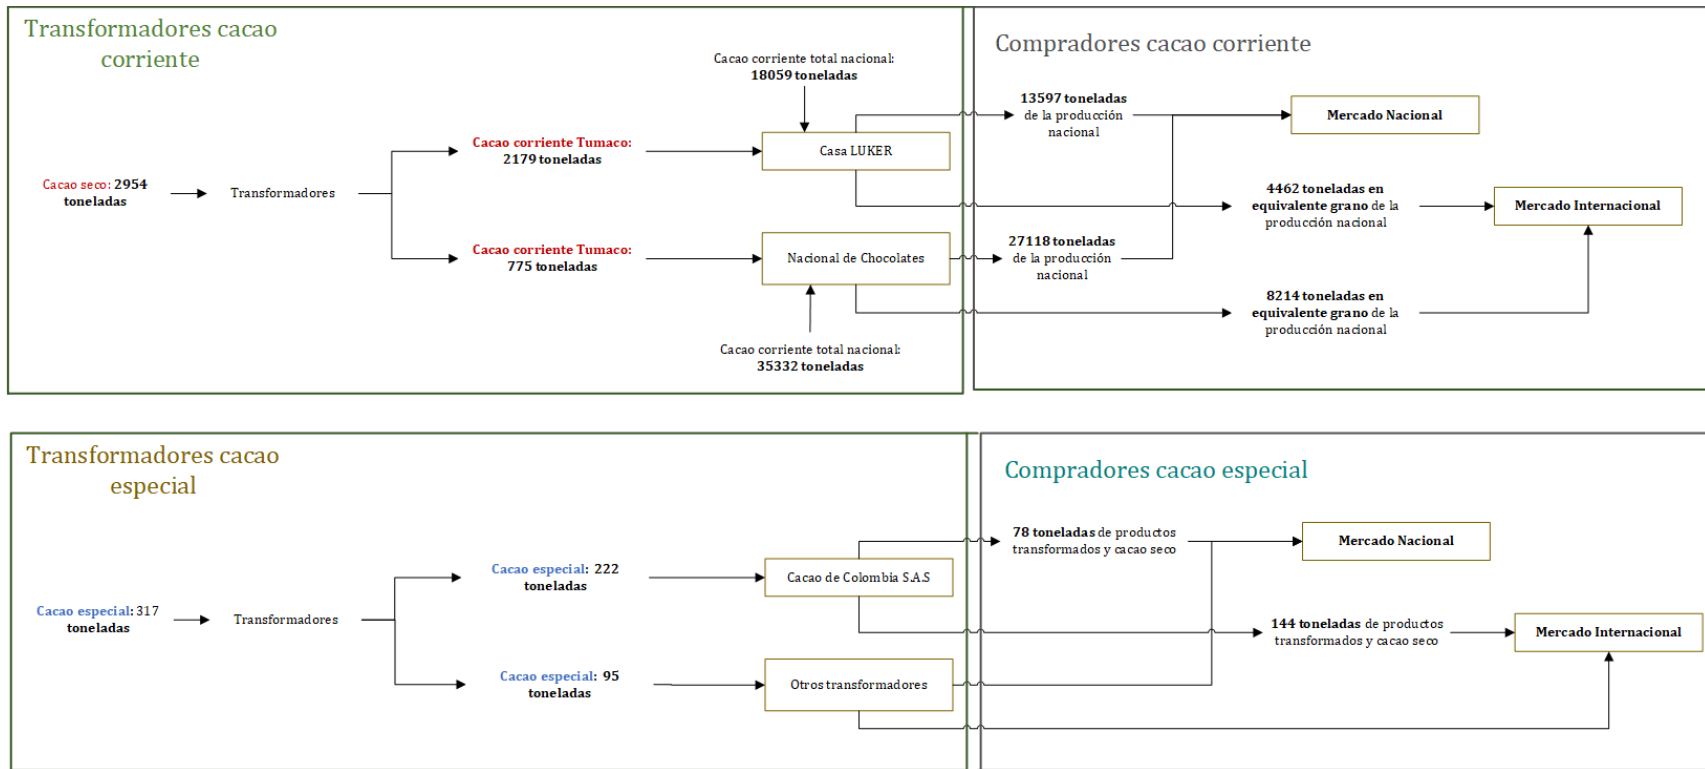 Transformadores cacao
corriente
Cacao seco: 2954
toneladas
Transformadores
Cacao corriente Tumaco:
2179 toneladas
Cacao corriente Tumaco:
775 toneladas
Cacao corriente total nacional:
18059 toneladas
Casa LUKER
Nacional de Chocolates
Cacao corriente total nacional:
35332 toneladas
Compradores cacao corriente
13597 toneladas
de la producción
nacional
Mercado Nacional
4462 toneladas en
equivalente grano de la
producción nacional
Mercado Internacional
27118 toneladas
de la producción
nacional
8214 toneladas en
equivalente grano de la
producción nacional
Transformadores cacao
especial
Cacao especial: 317
toneladas
Transformadores
Cacao especial: 222
toneladas
Cacao especial: 95
toneladas
Cacao de Colombia S.A.S
Otros transformadores
Compradores cacao especial
78 toneladas de productos
transformados y cacao seco
Mercado Nacional
144 toneladas de productos
transformados y cacao seco
Mercado Internacional